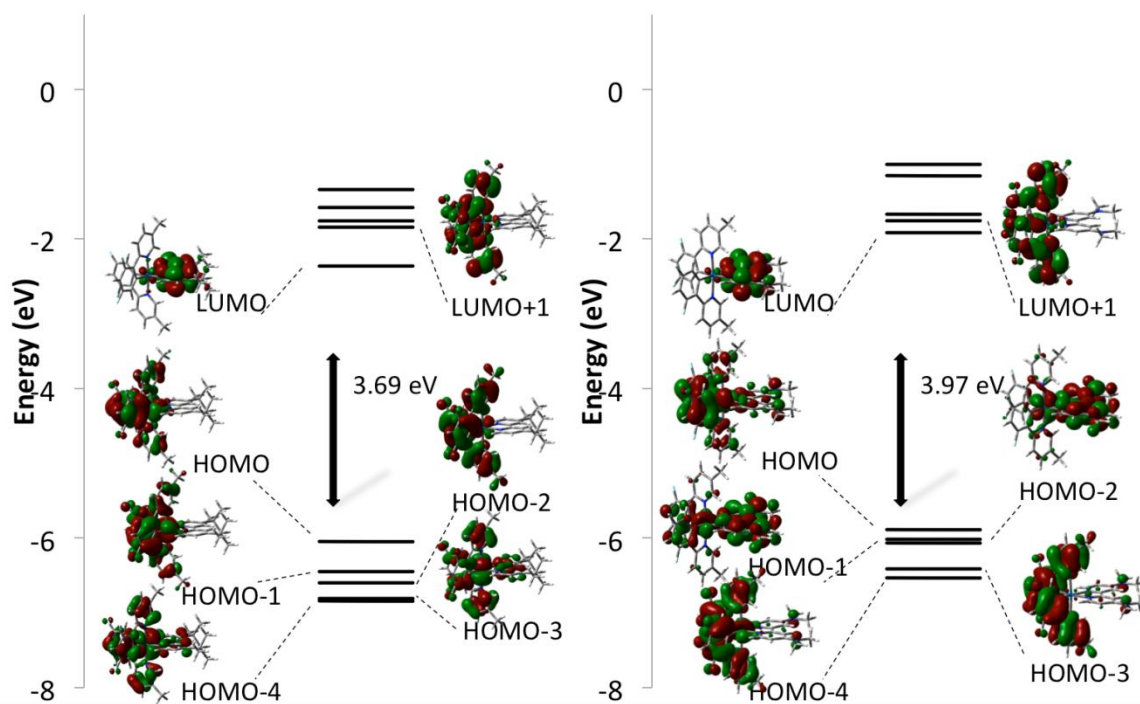 0
-2
-4
-6
-8
Energy (eV)
LUMO
LUMO+1
3.69 eV
HOMO
HOMO-2
HOMO-1
HOMO-3
HOMO-4
0
-2
-4
-6
-8
Energy (eV)
LUMO
LUMO+1
3.97 eV
HOMO
HOMO-2
HOMO-1
HOMO-3
HOMO-4